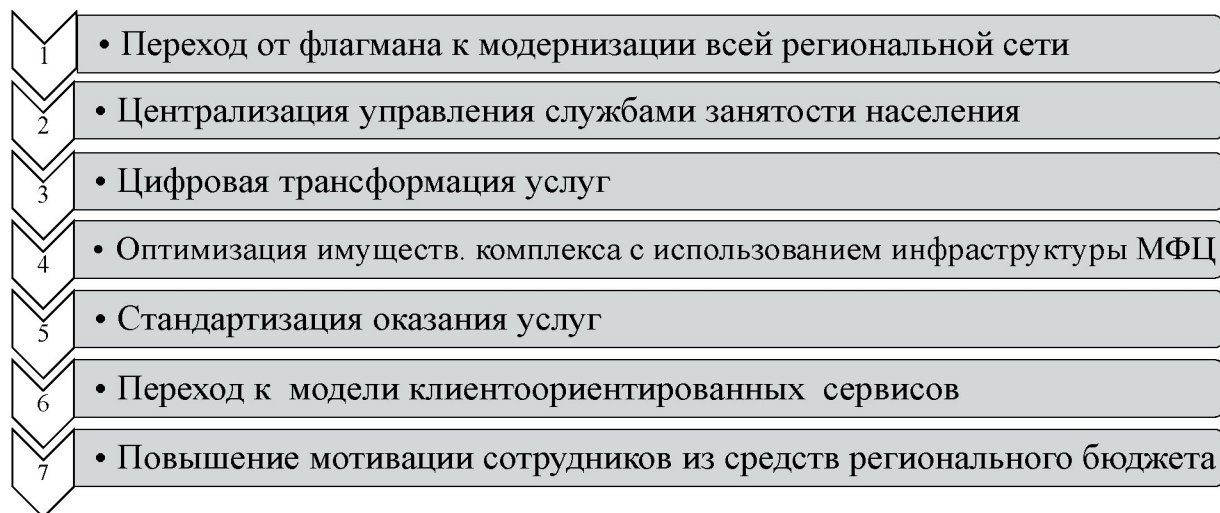 1 • Переход от флагмана к модернизации всей региональной сети
2 • Централизация управления службами занятости населения
3 • Цифровая трансформация услуг
4 • Оптимизация имуществ. комплекса с использованием инфраструктуры МФЦ
5 • Стандартизация оказания услуг
6 • Переход к модели клиентоориентированных сервисов
7 • Повышение мотивации сотрудников из средств регионального бюджета